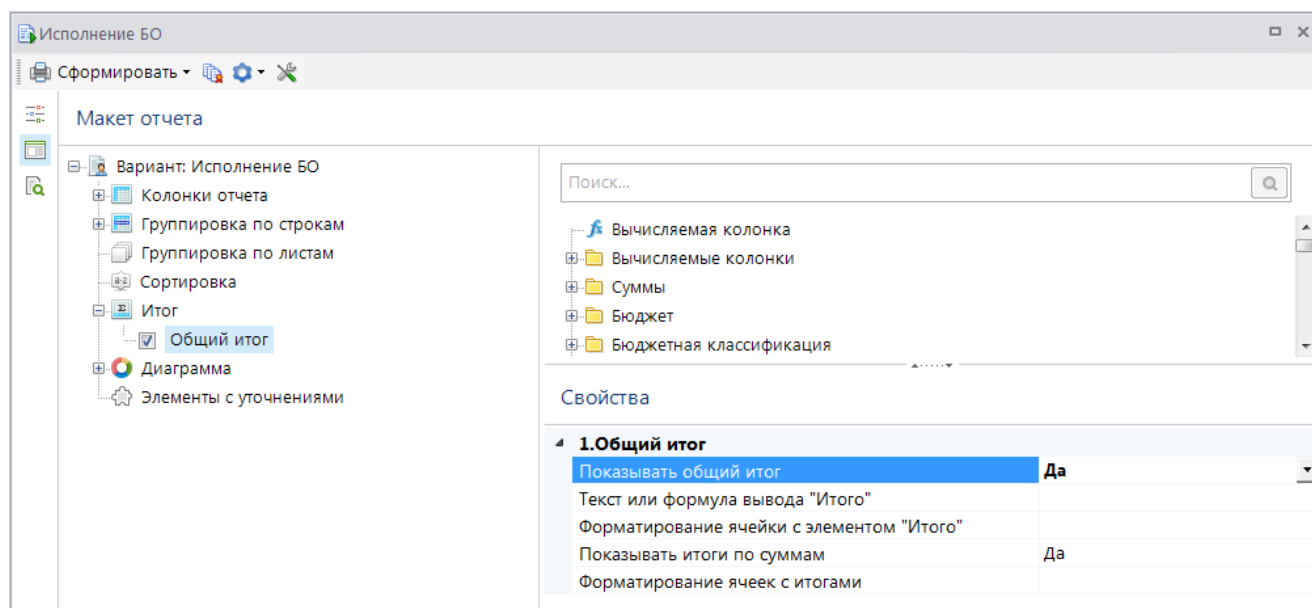 Исполнение БО
Сформировать
Макет отчета
Вариант: Исполнение БО
Колонки отчета
Группировка по строкам
Группировка по листам
Сортировка
Итог
Общий итог
Диаграмма
Элементы с уточнениями
Поиск...
Вычисляемая колонка
Вычисляемые колонки
Суммы
Бюджет
Бюджетная классификация
Свойства
1.Общий итог
Показывать общий итог Да
Текст или формула вывода "Итого"
Форматирование ячейки с элементом "Итого"
Показывать итоги по суммам Да
Форматирование ячеек с итогами